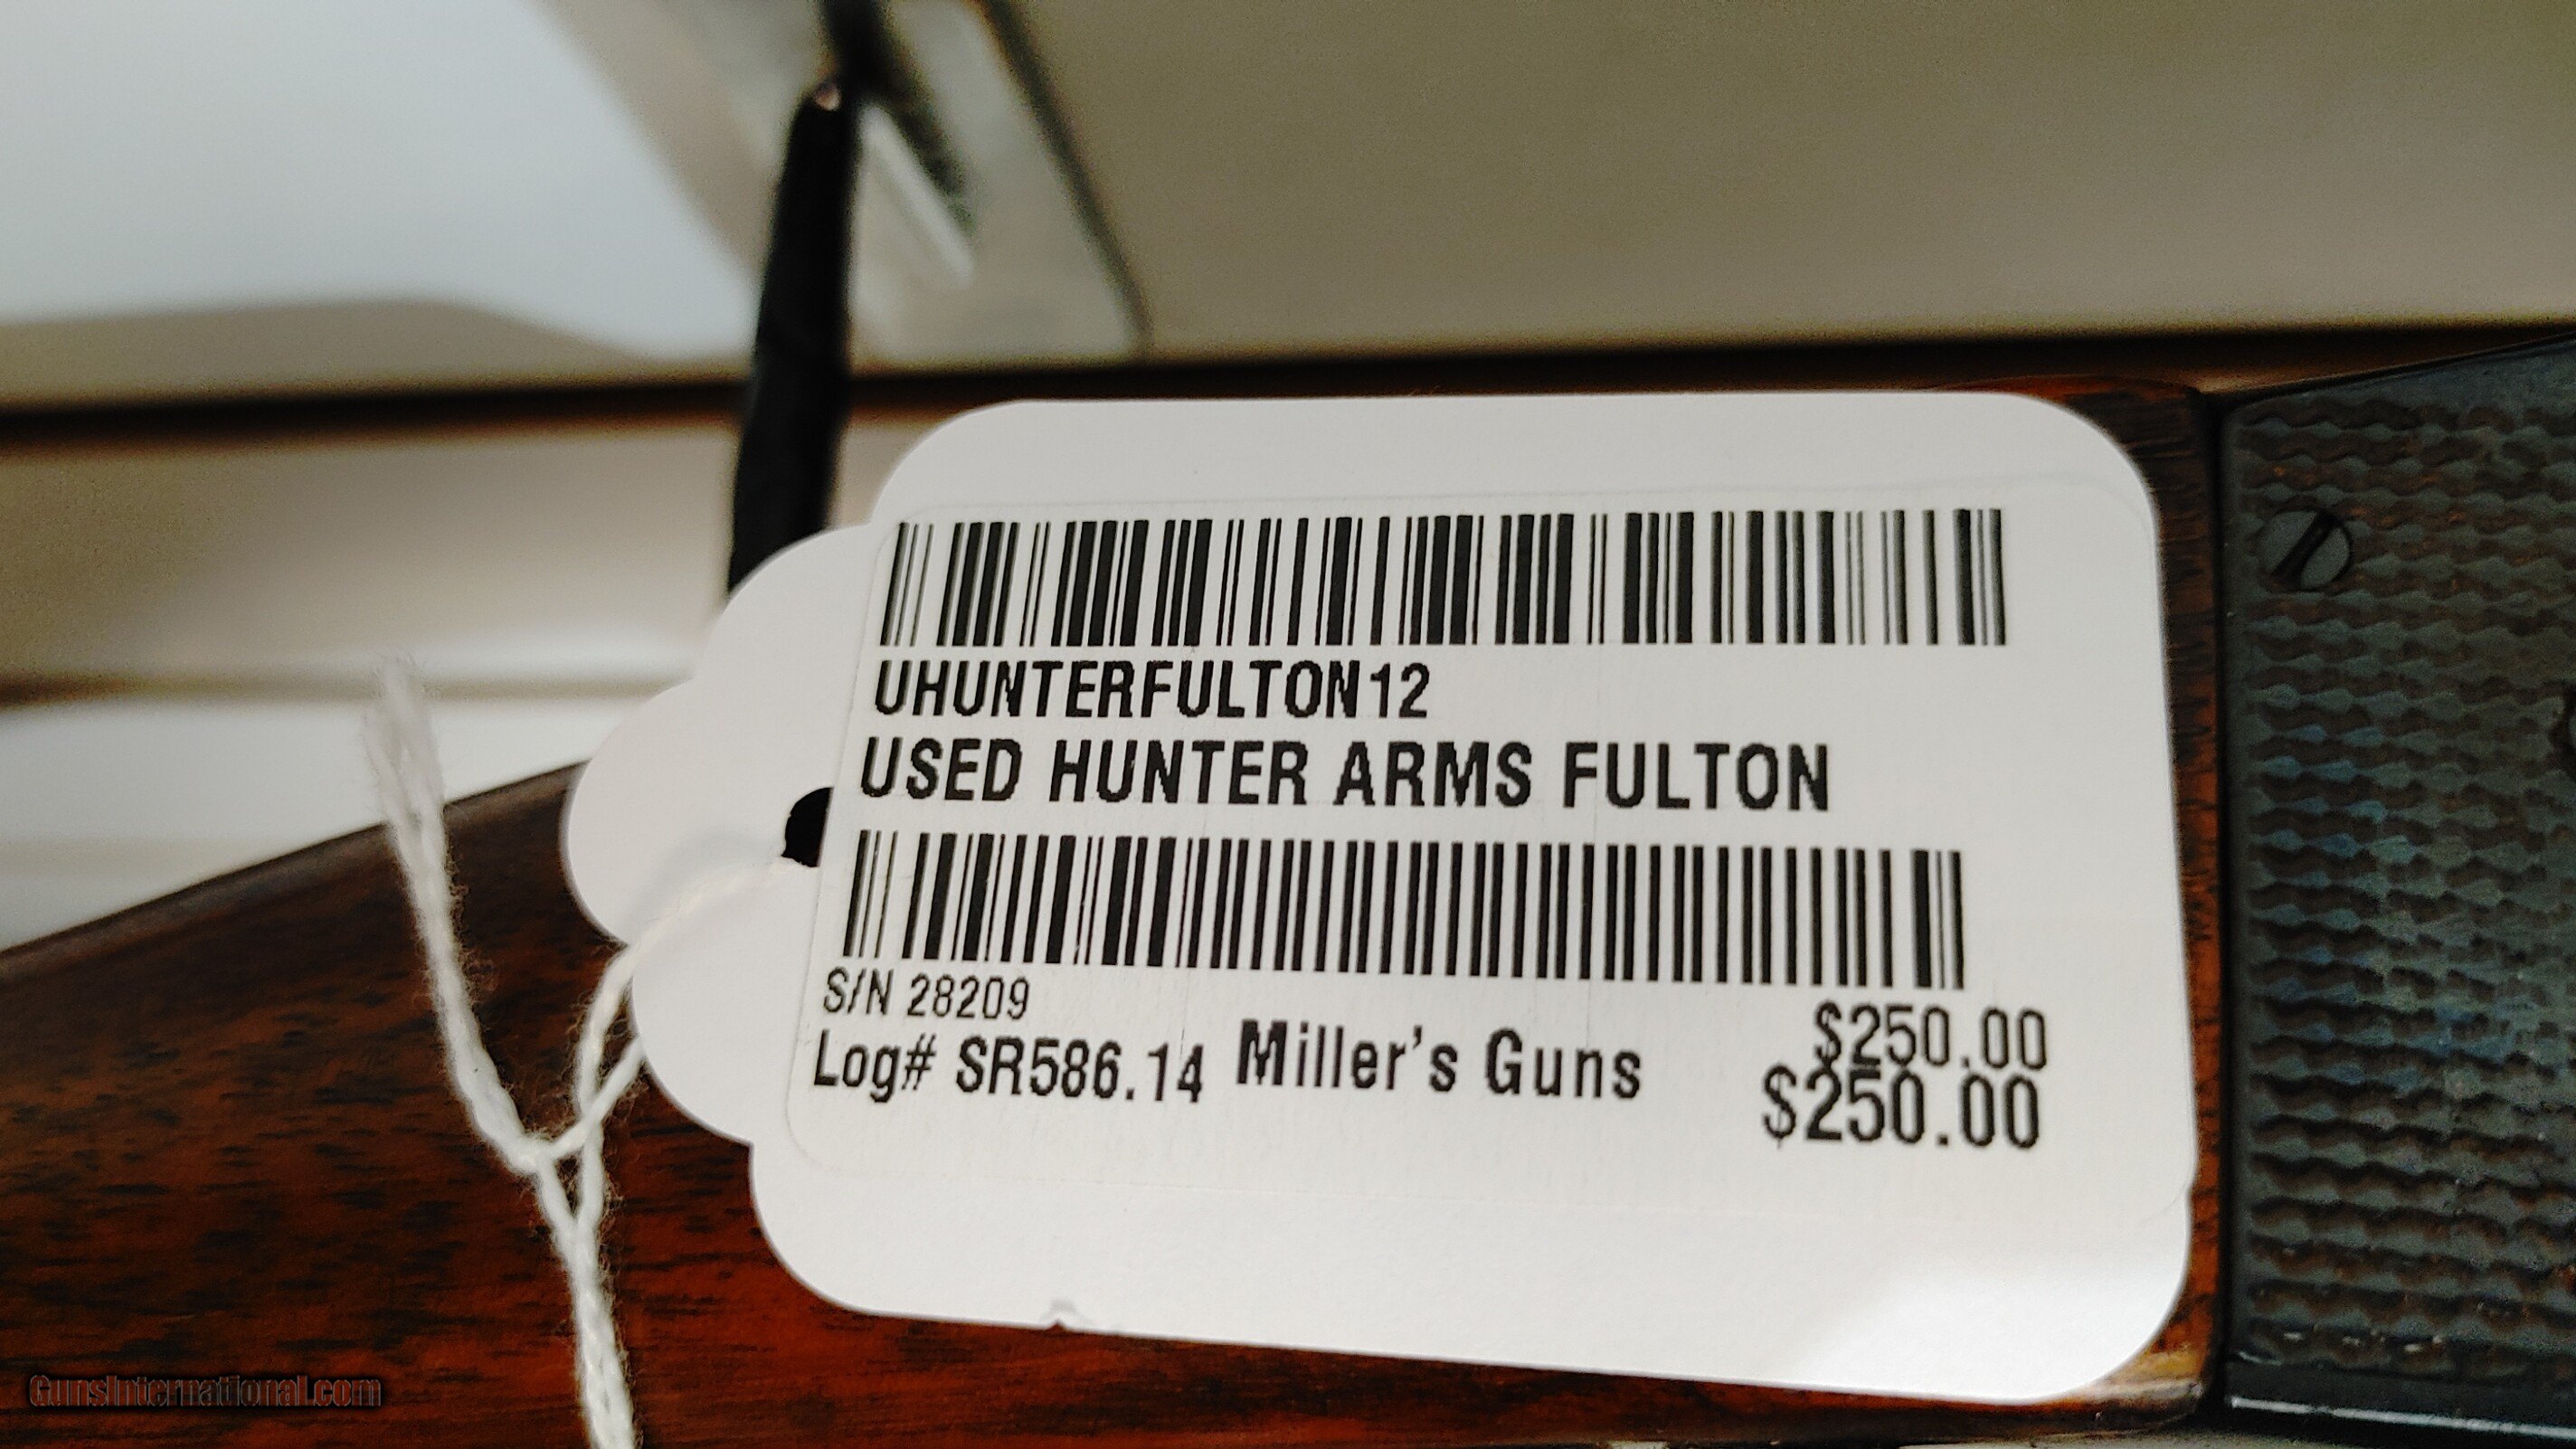 UHUNTERFULTON12
USED HUNTER ARMS FULTON
S/N 28209
$250.00
Log# SR586.14 Miller's Guns $250.00
GunsInternational.com